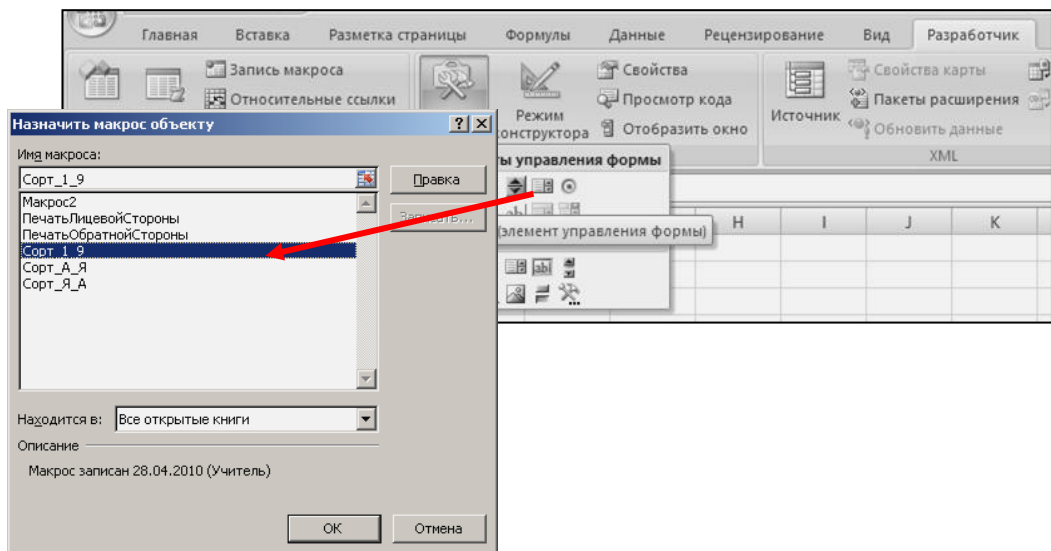 Главная Вставка Разметка страницы Формулы Данные Рецензирование Вид Разработчик
Запись макроса
Относительные ссылки
Режим
конструктора
Свойства
Просмотр кода
Отобразить окно
Источник
Свойства карты
Пакеты расширения
Обновить данные
XML
управления формы
(элемент управления формы)
H I J K
Назначить макрос объекту
Имя макроса:
Сорт_1_9
Правка
Макрос2
ПечатьЛицевойСтороны
ПечатьОбратнойСтороны
Сорт_1_9
Сорт_А_Я
Сорт_Я_А
Находится в: Все открытые книги
Описание
Макрос записан 28.04.2010 (Учитель)
ОК Отмена